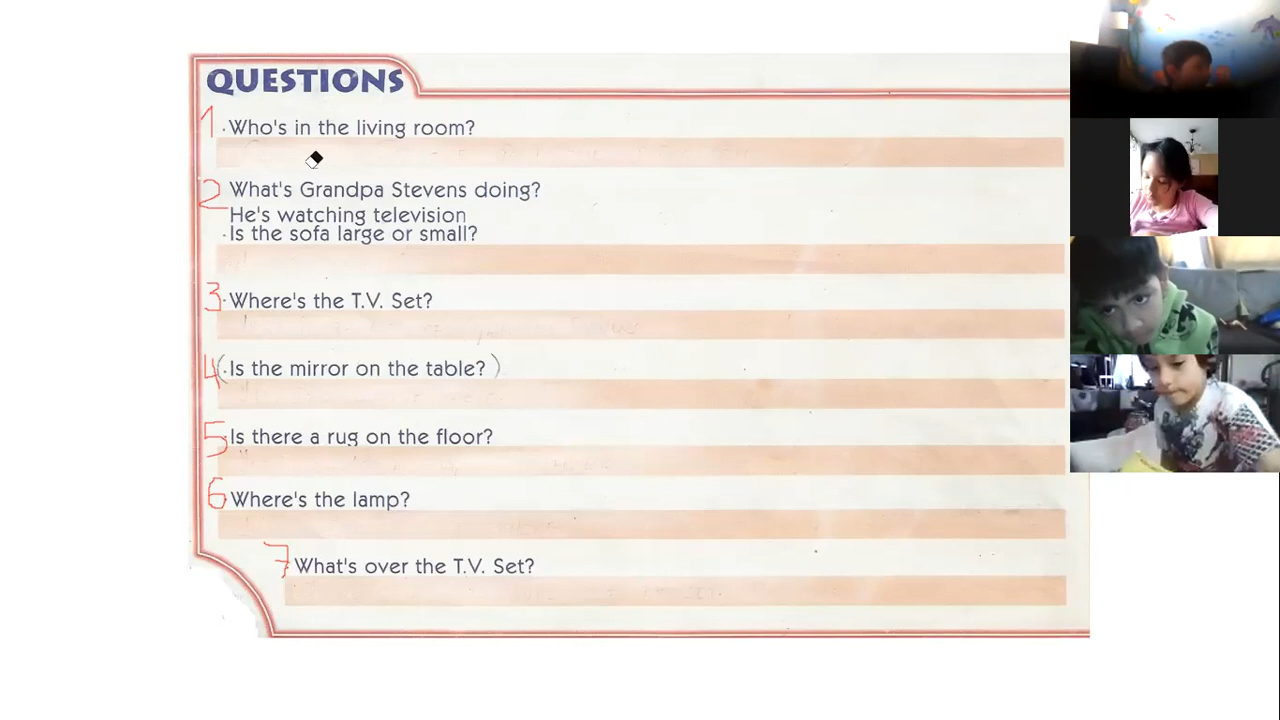 QUESTIONS
1 · Who's in the living room?
2 What's Grandpa Stevens doing?
He's watching television
· Is the sofa large or small?
3 · Where's the T.V. Set?
4 (· Is the mirror on the table? )
5 Is there a rug on the floor?
6 Where's the lamp?
7 What's over the T.V. Set?